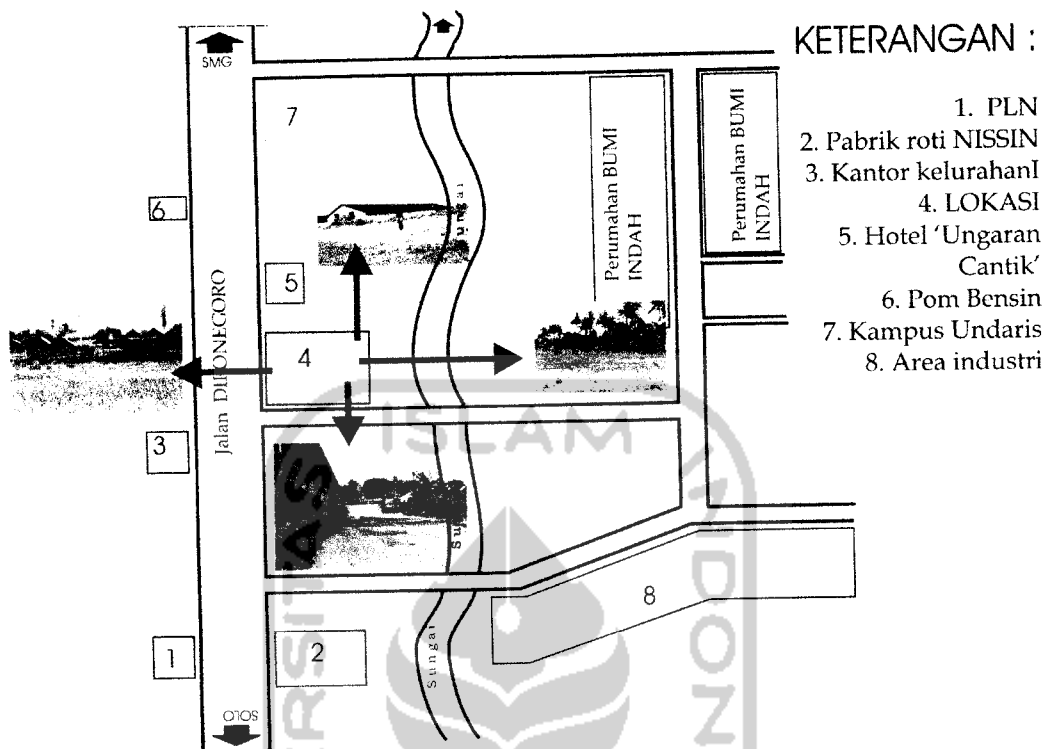 KETERANGAN :
1. PLN
2. Pabrik roti NISSIN
3. Kantor kelurahanI
4. LOKASI
5. Hotel ‘Ungaran
Cantik’
6. Pom Bensin
7. Kampus Undaris
8. Area industri
SMG
7
Perumahan BUMI
INDAH
Perumahan BUMI
INDAH
6
Sungai
5
Jalan DIPONEGORO
4
3
ISLAM
Su
8
1
2
Sungai
SOLO